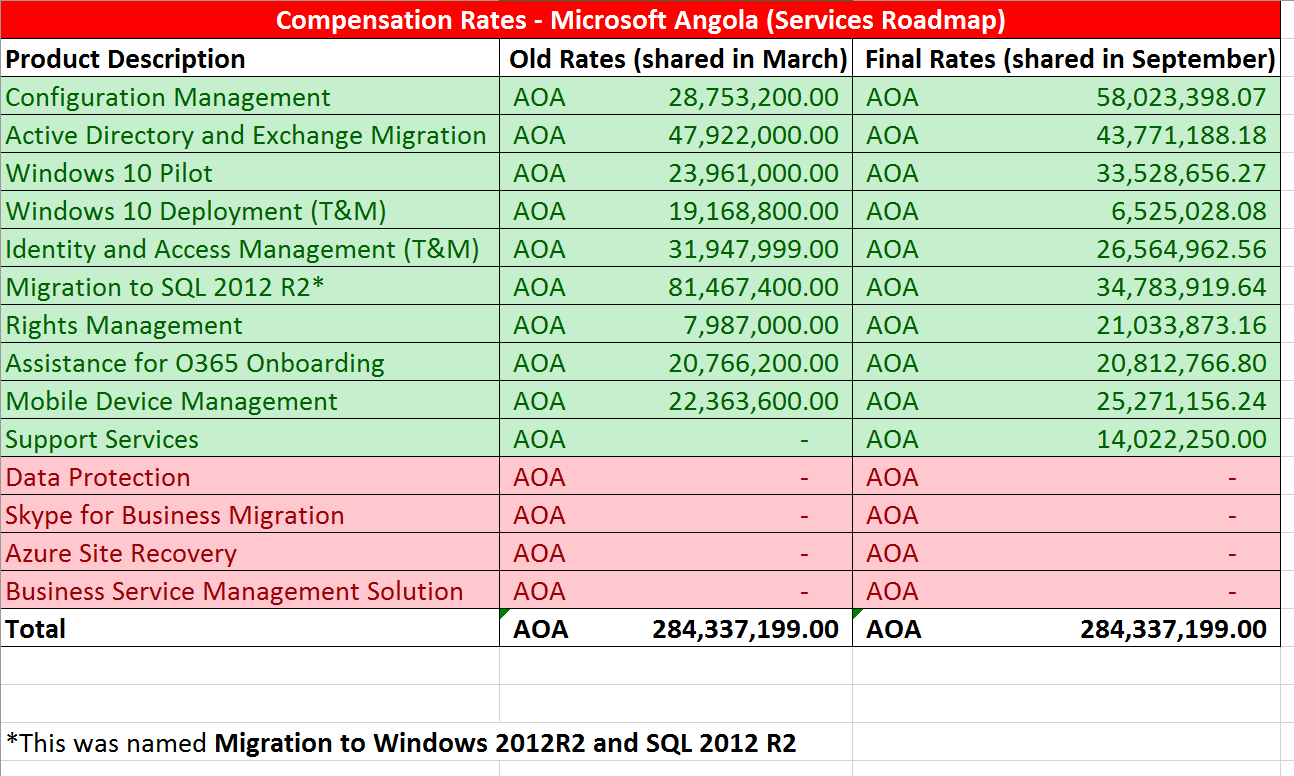 Compensation Rates - Microsoft Angola (Services Roadmap)
Product Description Old Rates (shared in March) Final Rates (shared in September)
Configuration Management AOA 28,753,200.00 AOA 58,023,398.07
Active Directory and Exchange Migration AOA 47,922,000.00 AOA 43,771,188.18
Windows 10 Pilot AOA 23,961,000.00 AOA 33,528,656.27
Windows 10 Deployment (T&M) AOA 19,168,800.00 AOA 6,525,028.08
Identity and Access Management (T&M) AOA 31,947,999.00 AOA 26,564,962.56
Migration to SQL 2012 R2* AOA 81,467,400.00 AOA 34,783,919.64
Rights Management AOA 7,987,000.00 AOA 21,033,873.16
Assistance for O365 Onboarding AOA 20,766,200.00 AOA 20,812,766.80
Mobile Device Management AOA 22,363,600.00 AOA 25,271,156.24
Support Services AOA - AOA 14,022,250.00
Data Protection AOA - AOA -
Skype for Business Migration AOA - AOA -
Azure Site Recovery AOA - AOA -
Business Service Management Solution AOA - AOA -
Total AOA 284,337,199.00 AOA 284,337,199.00
*This was named Migration to Windows 2012R2 and SQL 2012 R2